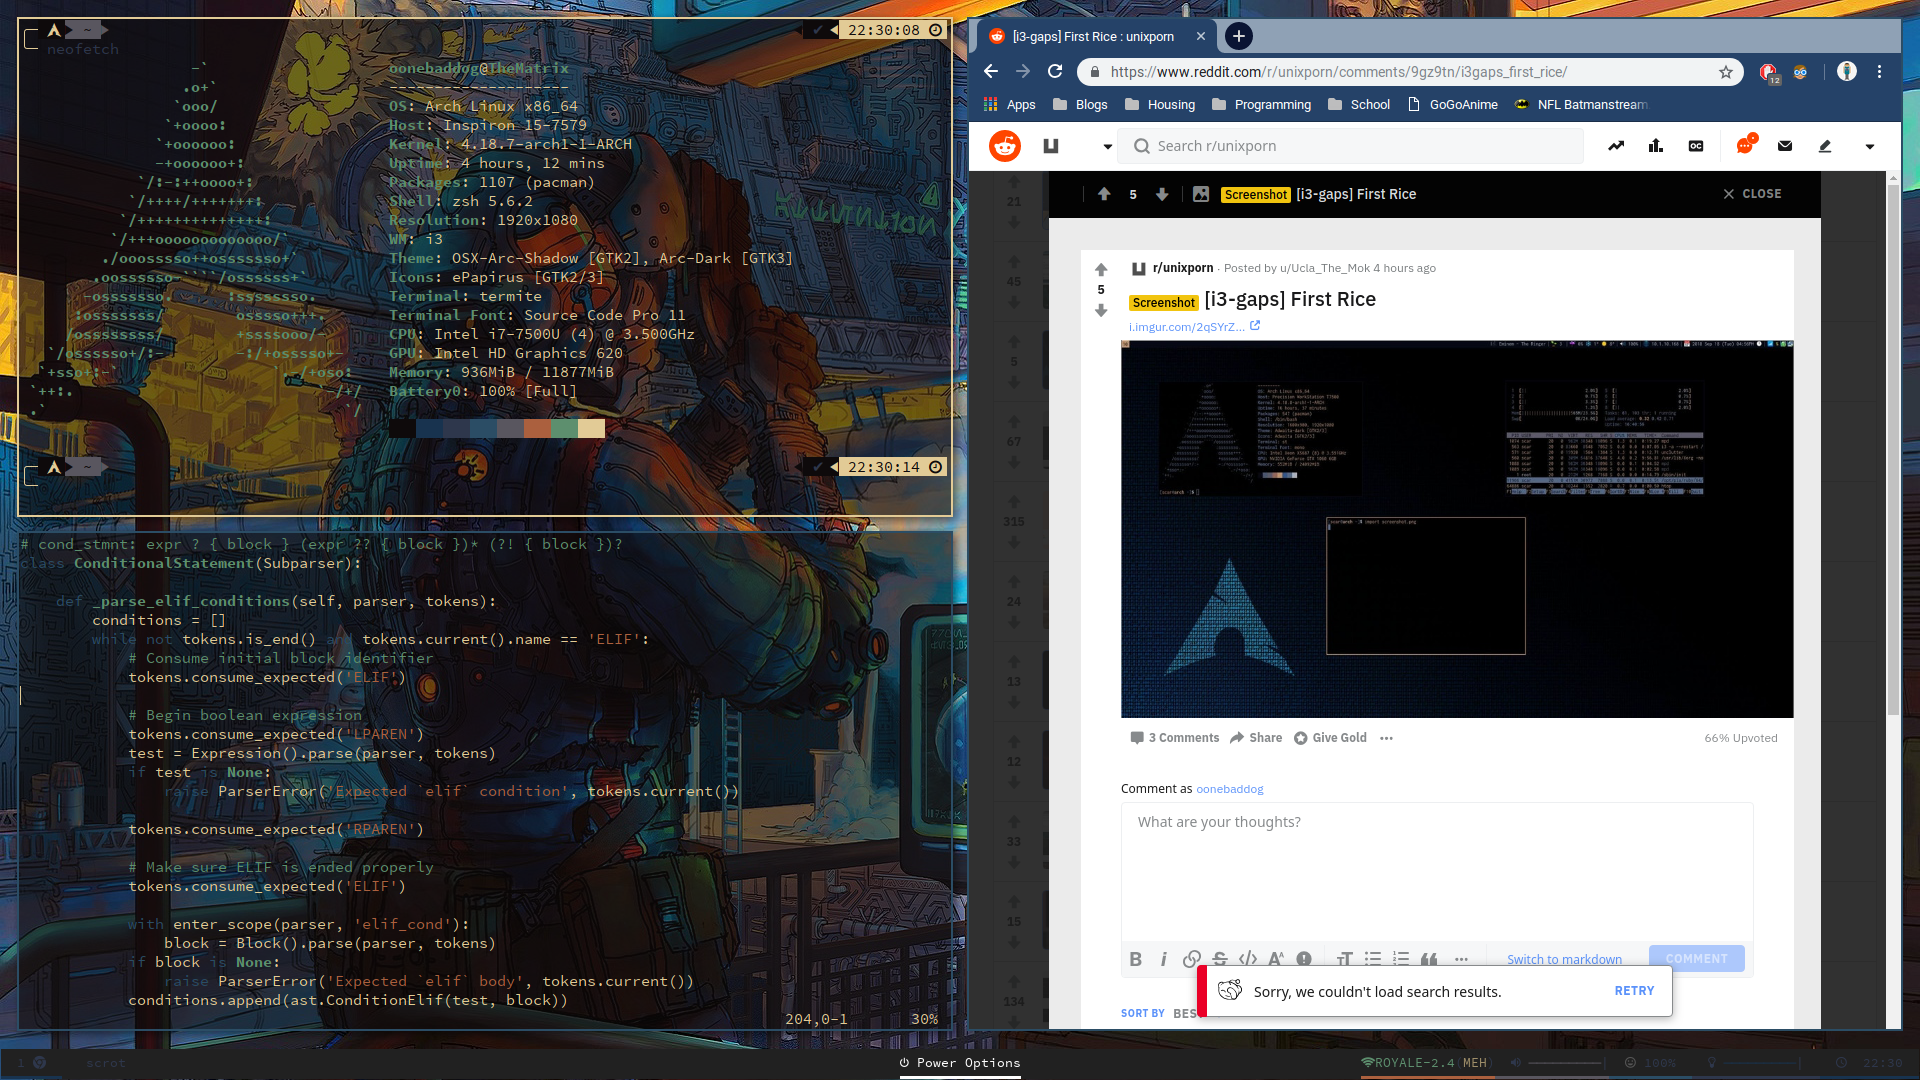 ~
✓ 22:30:08
neofetch
oonebaddog@TheMatrix
--------------------
OS: Arch Linux x86_64
Host: Inspiron 15-7579
Kernel: 4.18.7-arch1-1-ARCH
Uptime: 4 hours, 12 mins
Packages: 1107 (pacman)
Shell: zsh 5.6.2
Resolution: 1920x1080
WM: i3
Theme: OSX-Arc-Shadow [GTK2], Arc-Dark [GTK3]
Icons: ePapirus [GTK2/3]
Terminal: termite
Terminal Font: Source Code Pro 11
CPU: Intel i7-7500U (4) @ 3.500GHz
GPU: Intel HD Graphics 620
Memory: 936MiB / 11877MiB
Battery0: 100% [Full]
~
✓ 22:30:14
# cond_stmt: expr ? { block } (expr ?? { block })* (?! { block })?
class ConditionalStatement(Subparser):
def _parse_elif_conditions(self, parser, tokens):
conditions = []
while not tokens.is_end() and tokens.current().name == 'ELIF':
# Consume initial block identifier
tokens.consume_expected('ELIF')
# Begin boolean expression
tokens.consume_expected('LPAREN')
test = Expression().parse(parser, tokens)
if test is None:
raise ParserError('Expected `elif` condition', tokens.current())
tokens.consume_expected('RPAREN')
# Make sure ELIF is ended properly
tokens.consume_expected('ELIF')
with enter_scope(parser, 'elif_cond'):
block = Block().parse(parser, tokens)
if block is None:
raise ParserError('Expected `elif` body', tokens.current())
conditions.append(ast.ConditionElif(test, block))
204,0-1 30%
[i3-gaps] First Rice : unixporn
https://www.reddit.com/r/unixporn/comments/9gz9tn/i3gaps_first_rice/
12
Apps Blogs Housing Programming School GoGoAnime NFL Batmanstream
Search r/unixporn
5 Screenshot [i3-gaps] First Rice CLOSE
21
45
5
67
315
24
13
12
33
15
134
r/unixporn · Posted by u/Ucla_The_Mok 4 hours ago
5
Screenshot [i3-gaps] First Rice
i.imgur.com/2qSYrZ...
3 Comments Share Give Gold ··· 66% Upvoted
Comment as oonebaddog
What are your thoughts?
Switch to markdown COMMENT
Sorry, we couldn't load search results. RETRY
SORT BY BES
1 scrot
Power Options
ROYALE-2.4(MEH) 100% 22:30